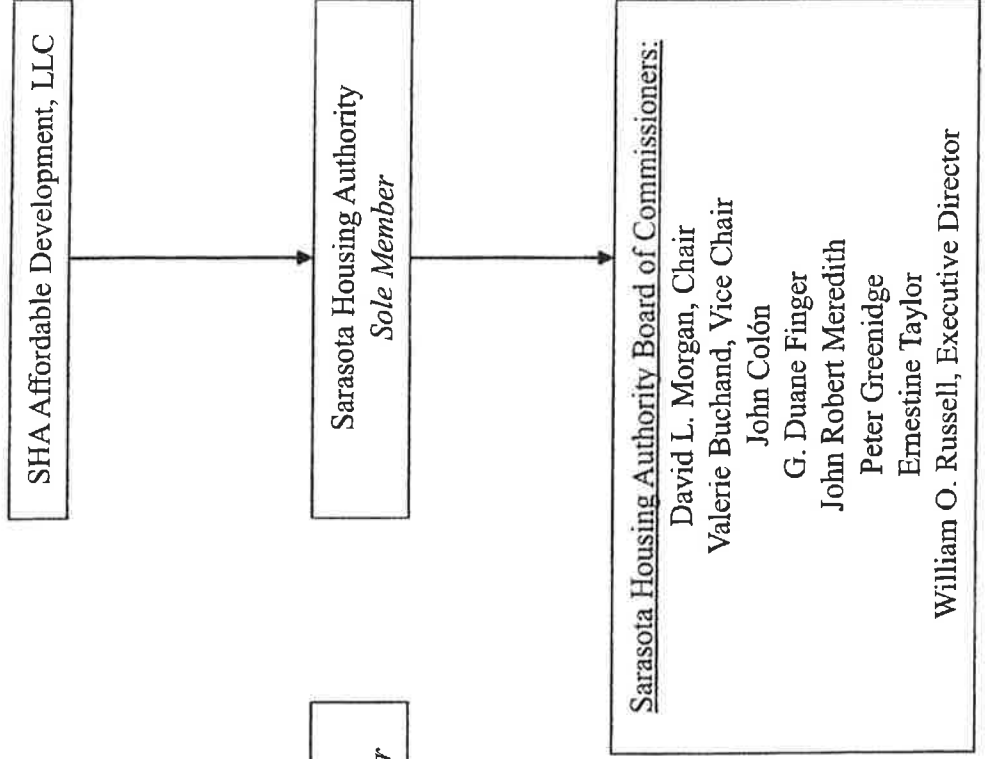 SHA Affordable Development, LLC
Sarasota Housing Authority
Sole Member
Sarasota Housing Authority Board of Commissioners:
David L. Morgan, Chair
Valerie Buchand, Vice Chair
John Colón
G. Duane Finger
John Robert Meredith
Peter Greenidge
Ernestine Taylor
William O. Russell, Executive Director